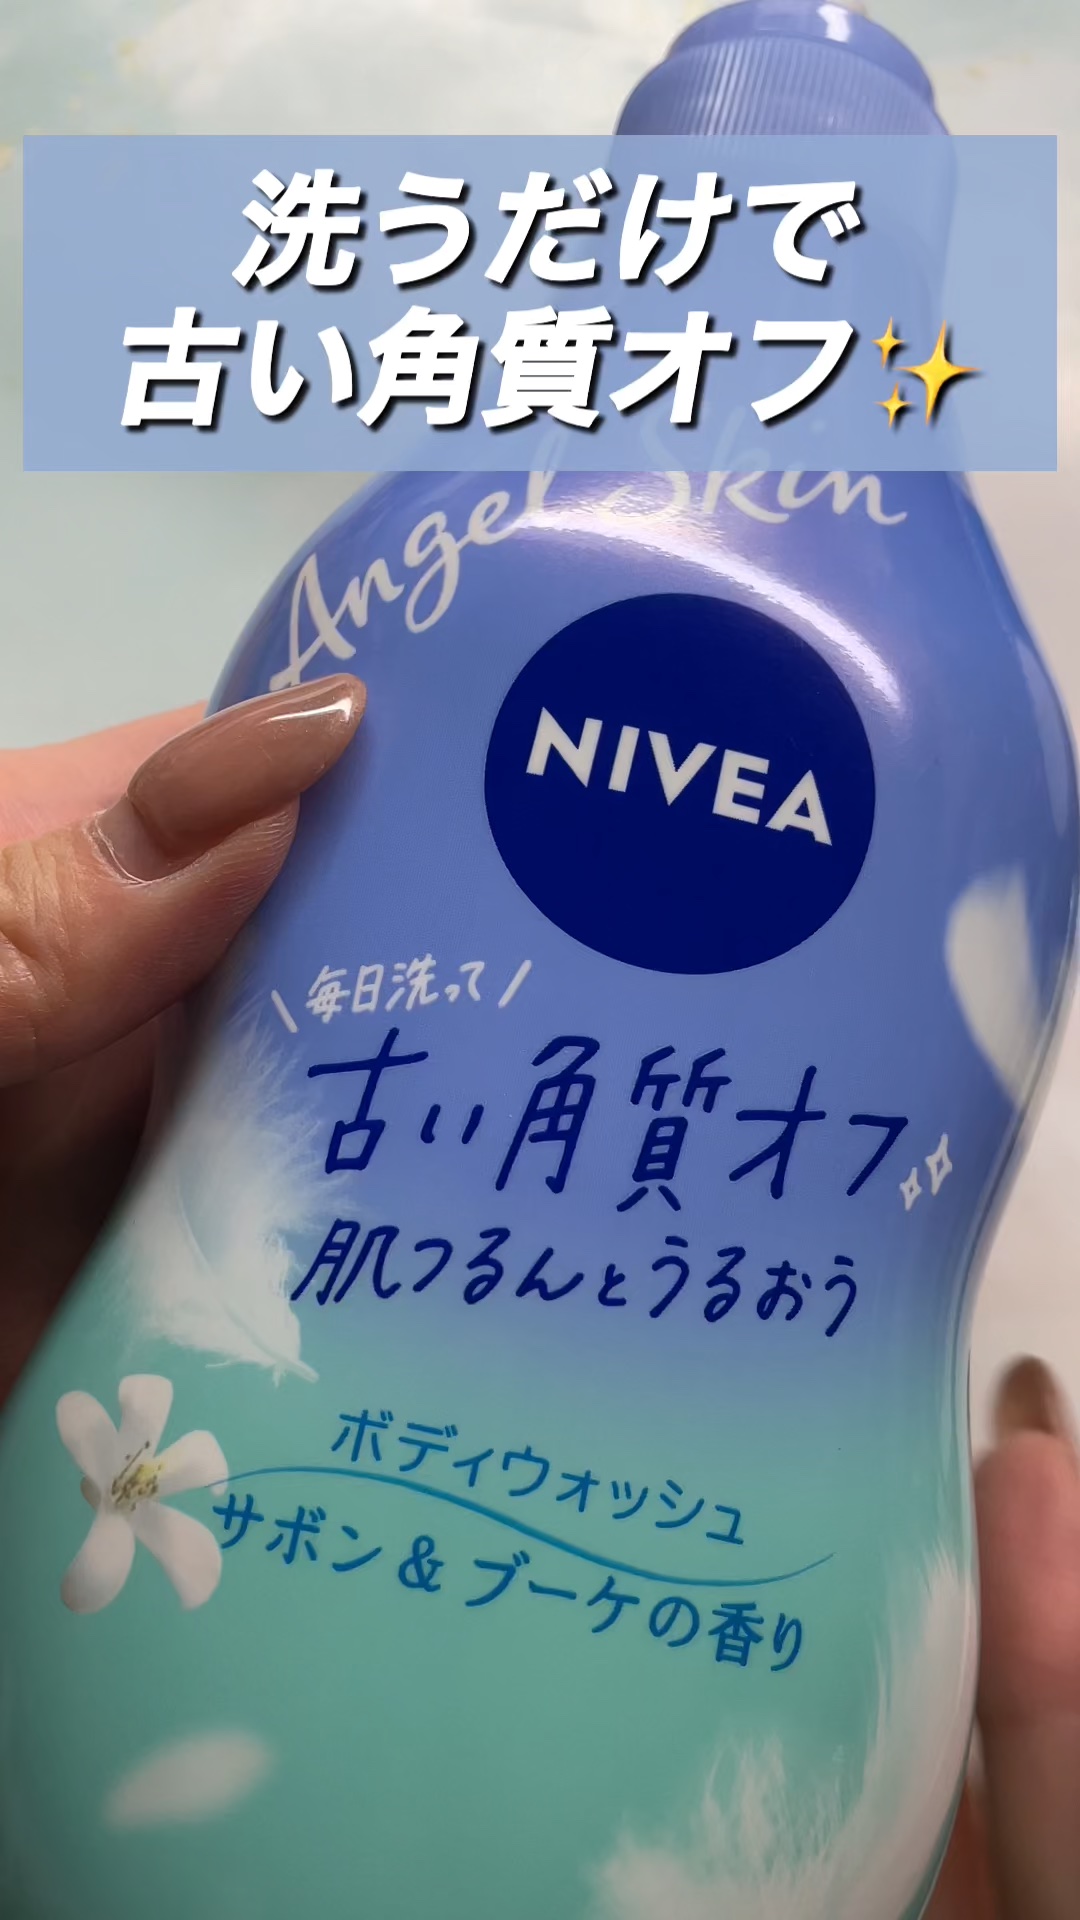 洗うだけで
古い角質オフ✨
Angel Skin
NIVEA
\ 毎日洗って /
古い角質オフ
肌つるんとうるおう
ボディウォッシュ
サボン & ブーケの香り